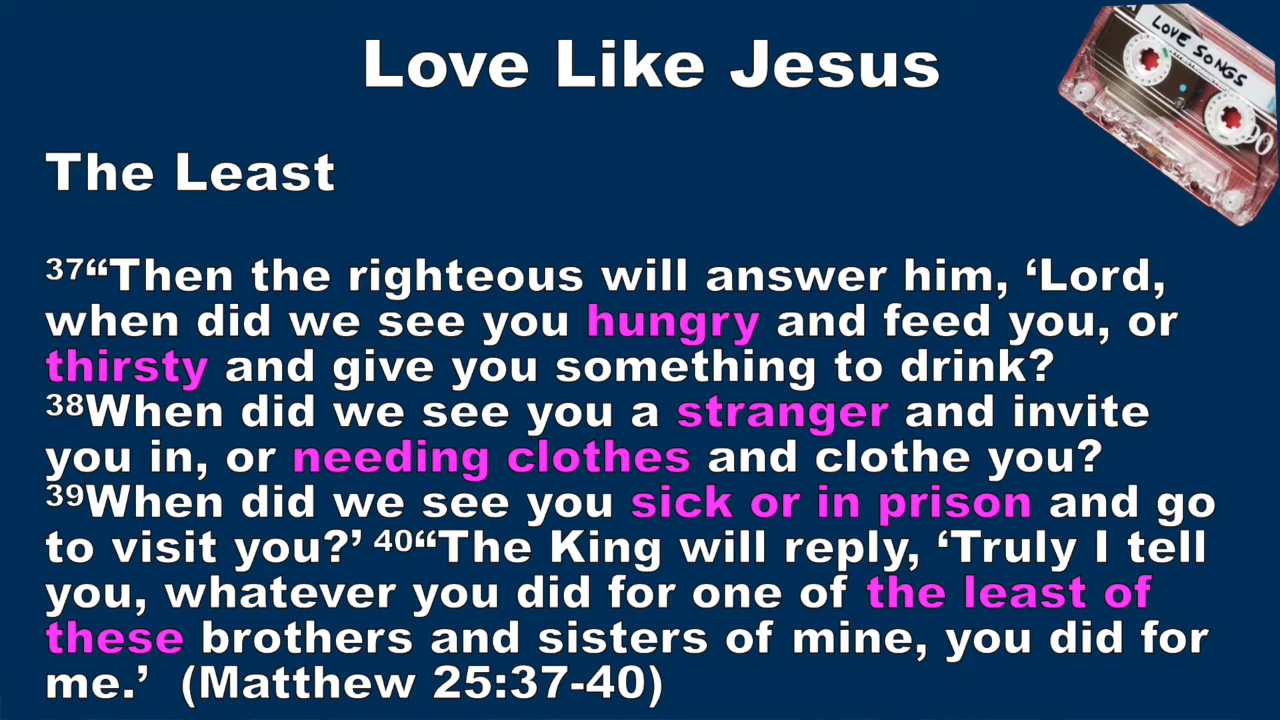 Love Like Jesus
LOVE SONGS
90
The Least
37“Then the righteous will answer him, ‘Lord,
when did we see you hungry and feed you, or
thirsty and give you something to drink?
38When did we see you a stranger and invite
you in, or needing clothes and clothe you?
39When did we see you sick or in prison and go
to visit you?’ 40“The King will reply, ‘Truly I tell
you, whatever you did for one of the least of
these brothers and sisters of mine, you did for
me.’  (Matthew 25:37-40)